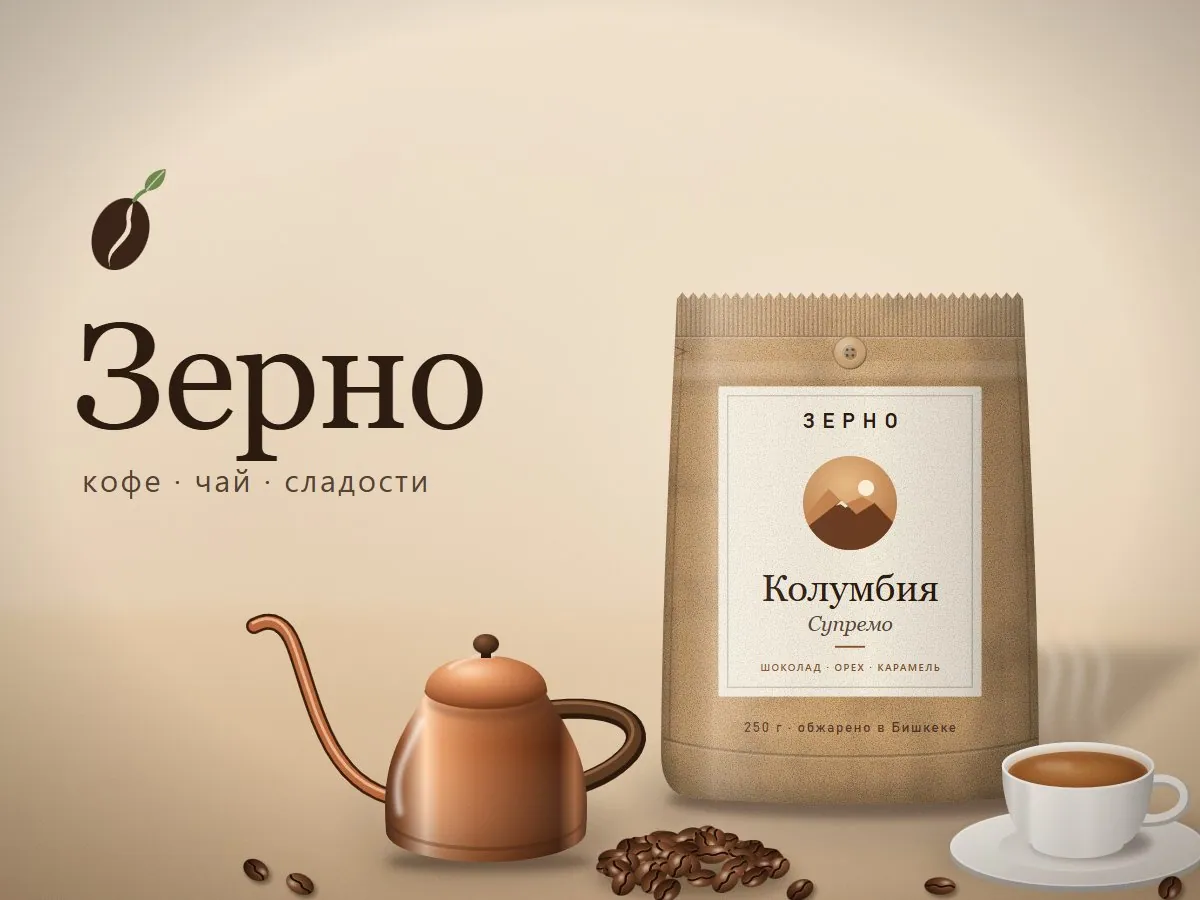 Зерно
кофе · чай · сладости
ЗЕРНО
Колумбия
Супремо
ШОКОЛАД · ОРЕХ · КАРАМЕЛЬ
250 г · обжарено в Бишкеке